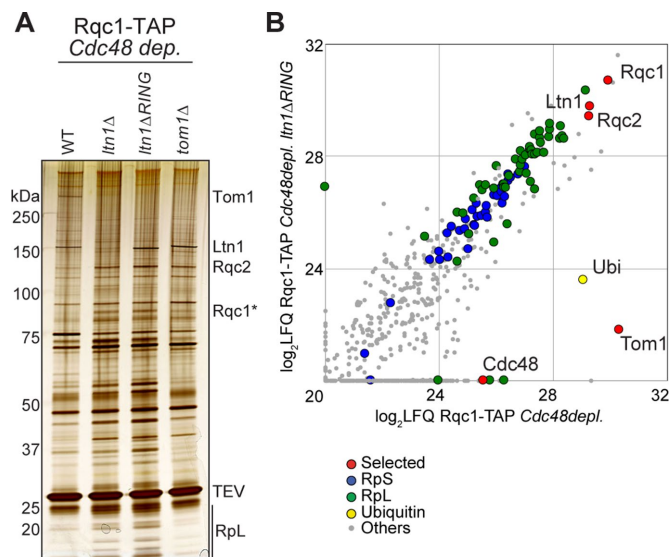 A
Rqc1-TAP
Cdc48 dep.
WT
ltn1Δ
ltn1ΔRING
tom1Δ
kDa
250
150
100
75
50
37
25
20
Tom1
Ltn1
Rqc2
Rqc1*
TEV
RpL
B
log2LFQ Rqc1-TAP Cdc48depl. ltn1ΔRING
32
28
24
20
24
28
32
Rqc1
Ltn1
Rqc2
Ubi
Tom1
Cdc48
log2LFQ Rqc1-TAP Cdc48depl.
Selected
RpS
RpL
Ubiquitin
Others